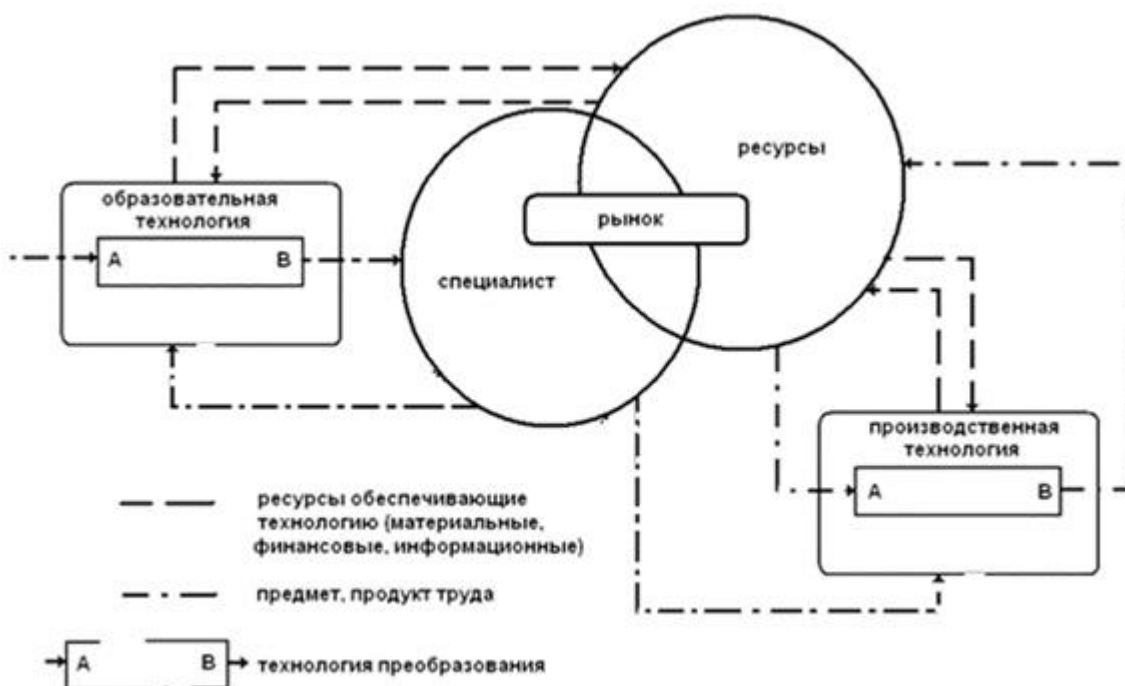 ресурсы
образовательная
технология
рынок
A B
специалист
производственная
технология
A B
ресурсы обеспечивающие
технологию (материальные,
финансовые, информационные)
предмет, продукт труда
A B технология преобразования